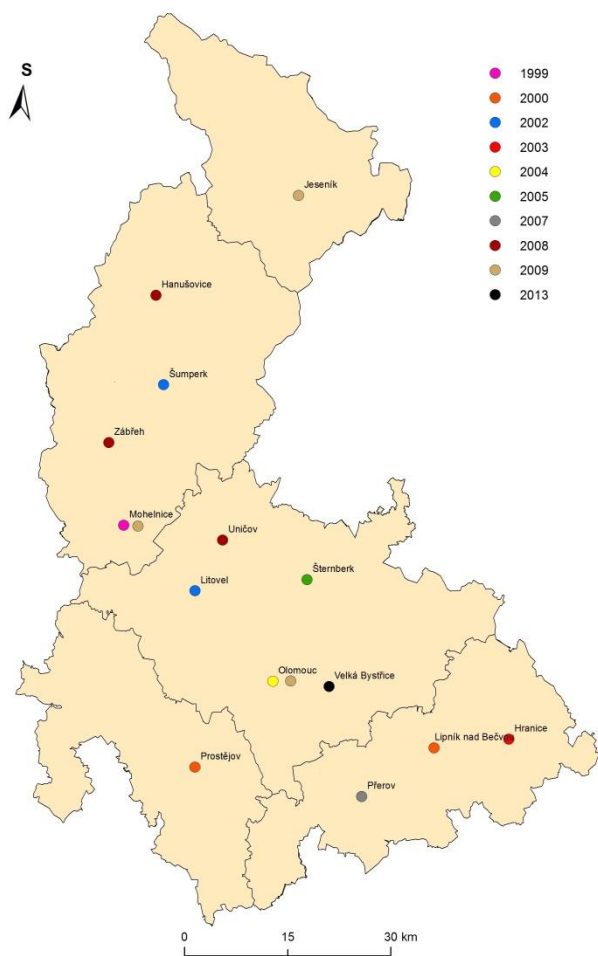 S
1999
2000
2002
2003
2004
2005
2007
2008
2009
2013
Jeseník
Hanušovice
Šumperk
Zábřeh
Mohelnice
Uničov
Litovel
Šternberk
Olomouc
Velká Bystřice
Prostějov
Lipník nad Bečvou
Hranice
Přerov
0 15 30 km